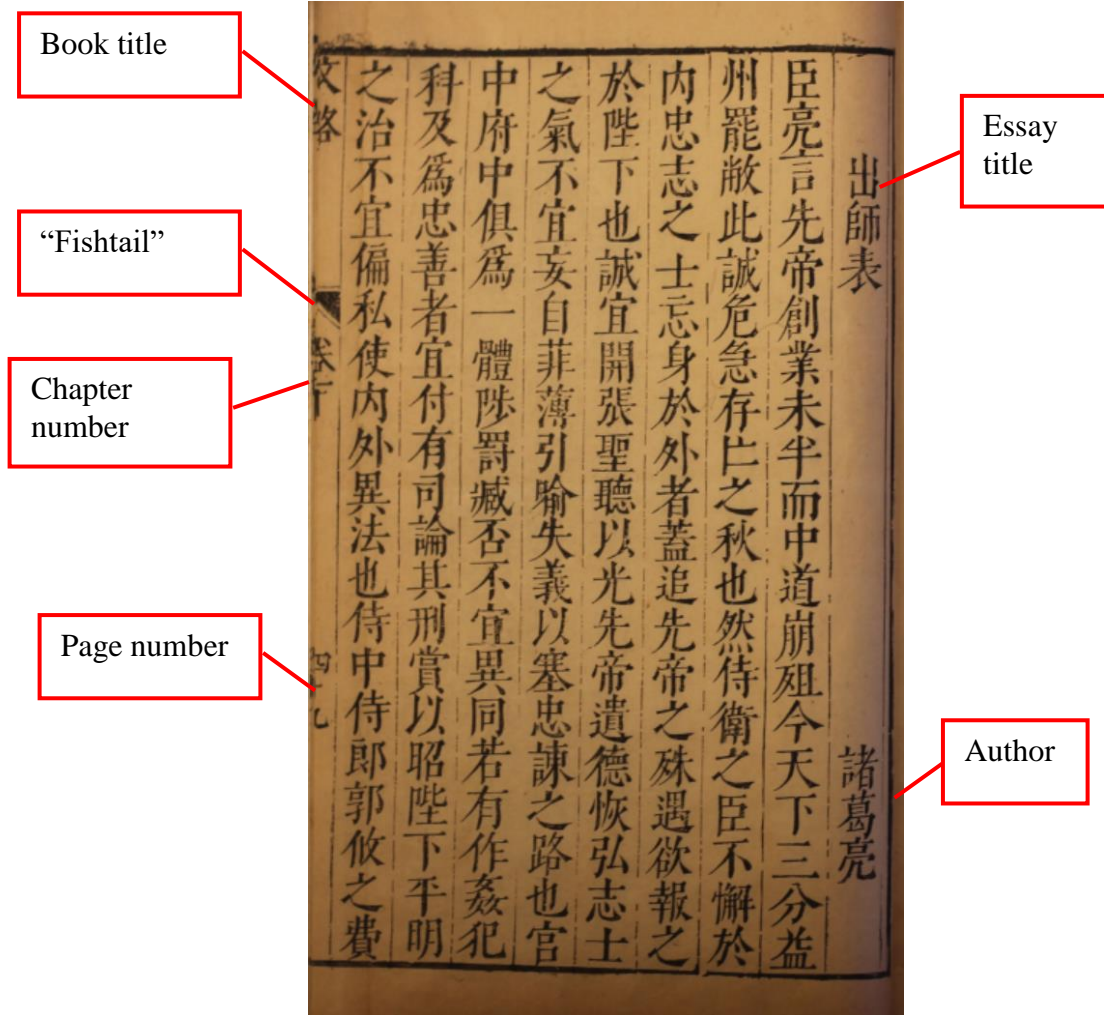 Book title
“Fishtail”
Chapter
number
Page number
Essay
title
Author
出師表
諸葛亮
臣亮言先帝創業未半而中道崩殂今天下三分益
州罷敝此誠危急存亡之秋也然侍衛之臣不懈於
內忠志之士忘身於外者蓋追先帝之殊遇欲報之
於陛下也誠宜開張聖聽以光先帝遺德恢弘志士
之氣不宜妄自菲薄引喻失義以塞忠諫之路也宮
中府中俱爲一體陟罰臧否不宜異同若有作姦犯
科及爲忠善者宜付有司論其刑賞以昭陛下平明
之治不宜偏私使內外異法也侍中侍郎郭攸之費
文略
卷
四十九